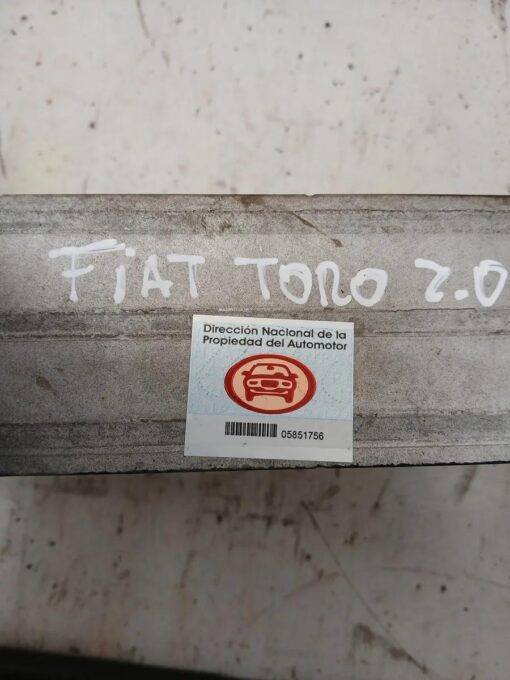 FiAT TORO 2.0
Dirección Nacional de la
Propiedad del Automotor
05851756